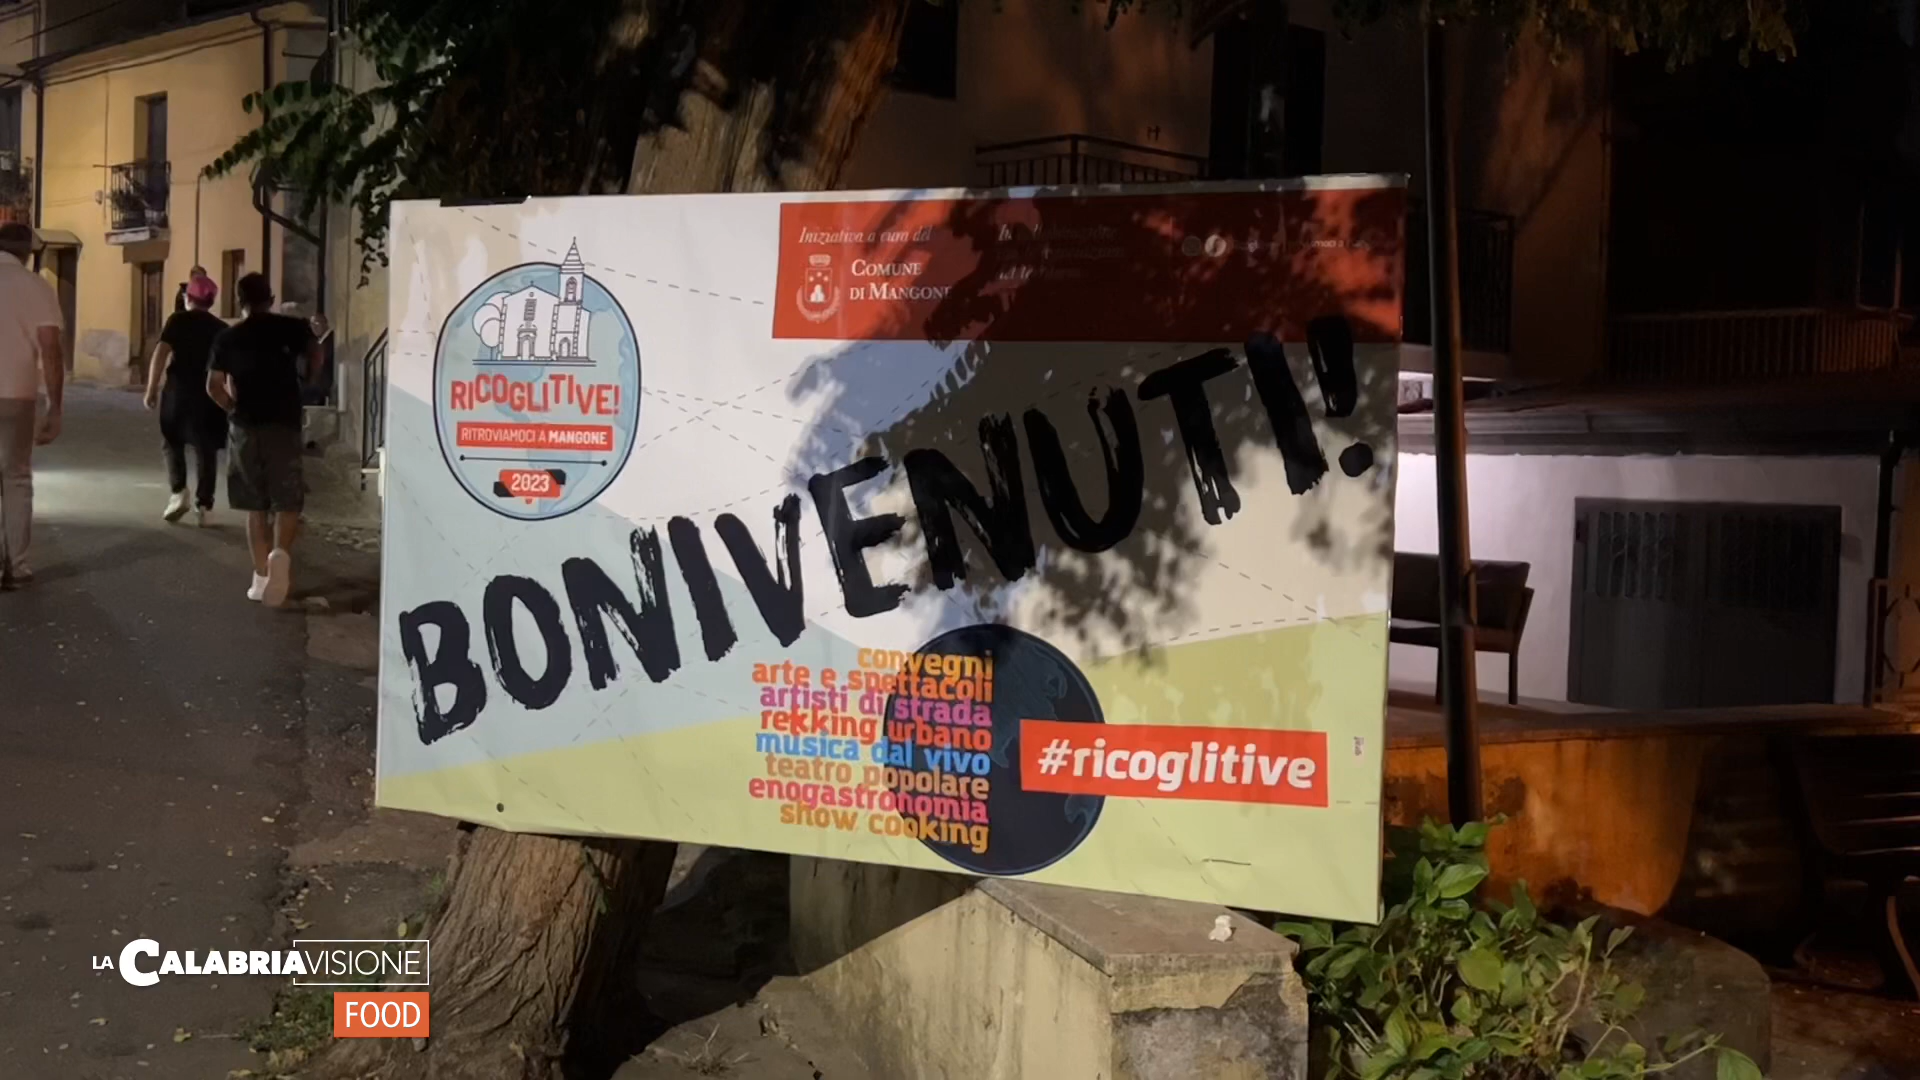 Iniziativa a cura del
COMUNE
DI MANGONE
RICOGLITIVE!
RITROVIAMOCI A MANGONE
2023
BONIVENUTI!
convegni
arte e spettacoli
artisti di strada
rekking urbano
musica dal vivo
teatro popolare
enogastronomia
show cooking
#ricoglitive
LA CALABRIAVISIONE
FOOD